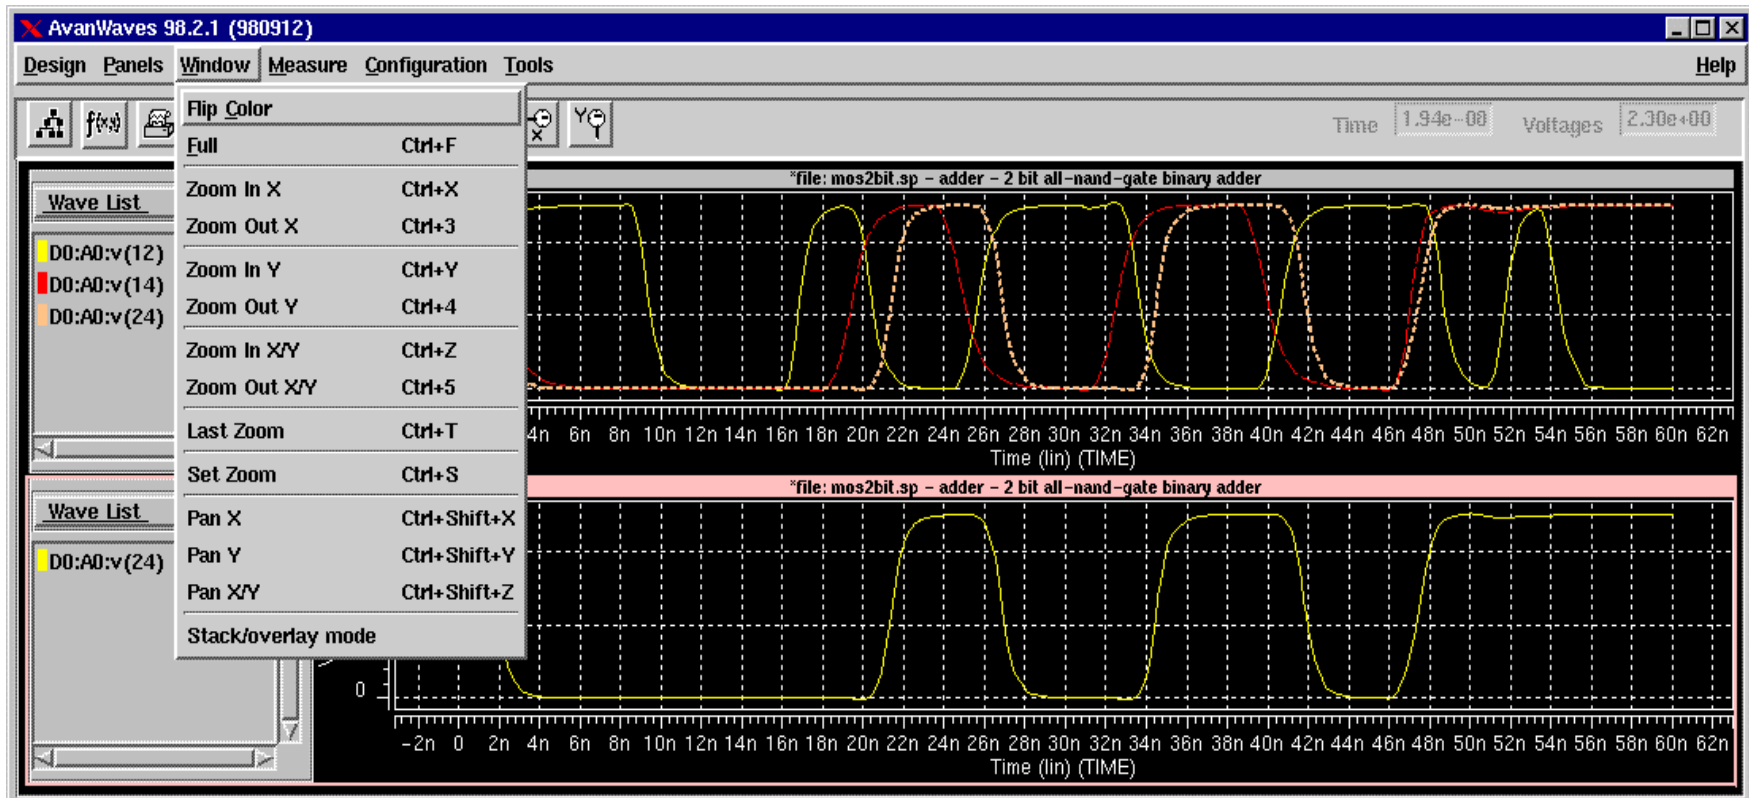 AvanWaves 98.2.1 (980912)
Design Panels Window Measure Configuration Tools Help
f(x,y) X Y Time 1.94e-08 Voltages 2.30e+00
Flip Color
Full Ctrl+F
Zoom In X Ctrl+X
Zoom Out X Ctrl+3
Zoom In Y Ctrl+Y
Zoom Out Y Ctrl+4
Zoom In X/Y Ctrl+Z
Zoom Out X/Y Ctrl+5
Last Zoom Ctrl+T
Set Zoom Ctrl+S
Pan X Ctrl+Shift+X
Pan Y Ctrl+Shift+Y
Pan X/Y Ctrl+Shift+Z
Stack/overlay mode
*file: mos2bit.sp - adder - 2 bit all-nand-gate binary adder
Wave List
D0:A0:v(12)
D0:A0:v(14)
D0:A0:v(24)
4n 6n 8n 10n 12n 14n 16n 18n 20n 22n 24n 26n 28n 30n 32n 34n 36n 38n 40n 42n 44n 46n 48n 50n 52n 54n 56n 58n 60n 62n
Time (lin) (TIME)
*file: mos2bit.sp - adder - 2 bit all-nand-gate binary adder
Wave List
D0:A0:v(24)
0
-2n 0 2n 4n 6n 8n 10n 12n 14n 16n 18n 20n 22n 24n 26n 28n 30n 32n 34n 36n 38n 40n 42n 44n 46n 48n 50n 52n 54n 56n 58n 60n 62n
Time (lin) (TIME)